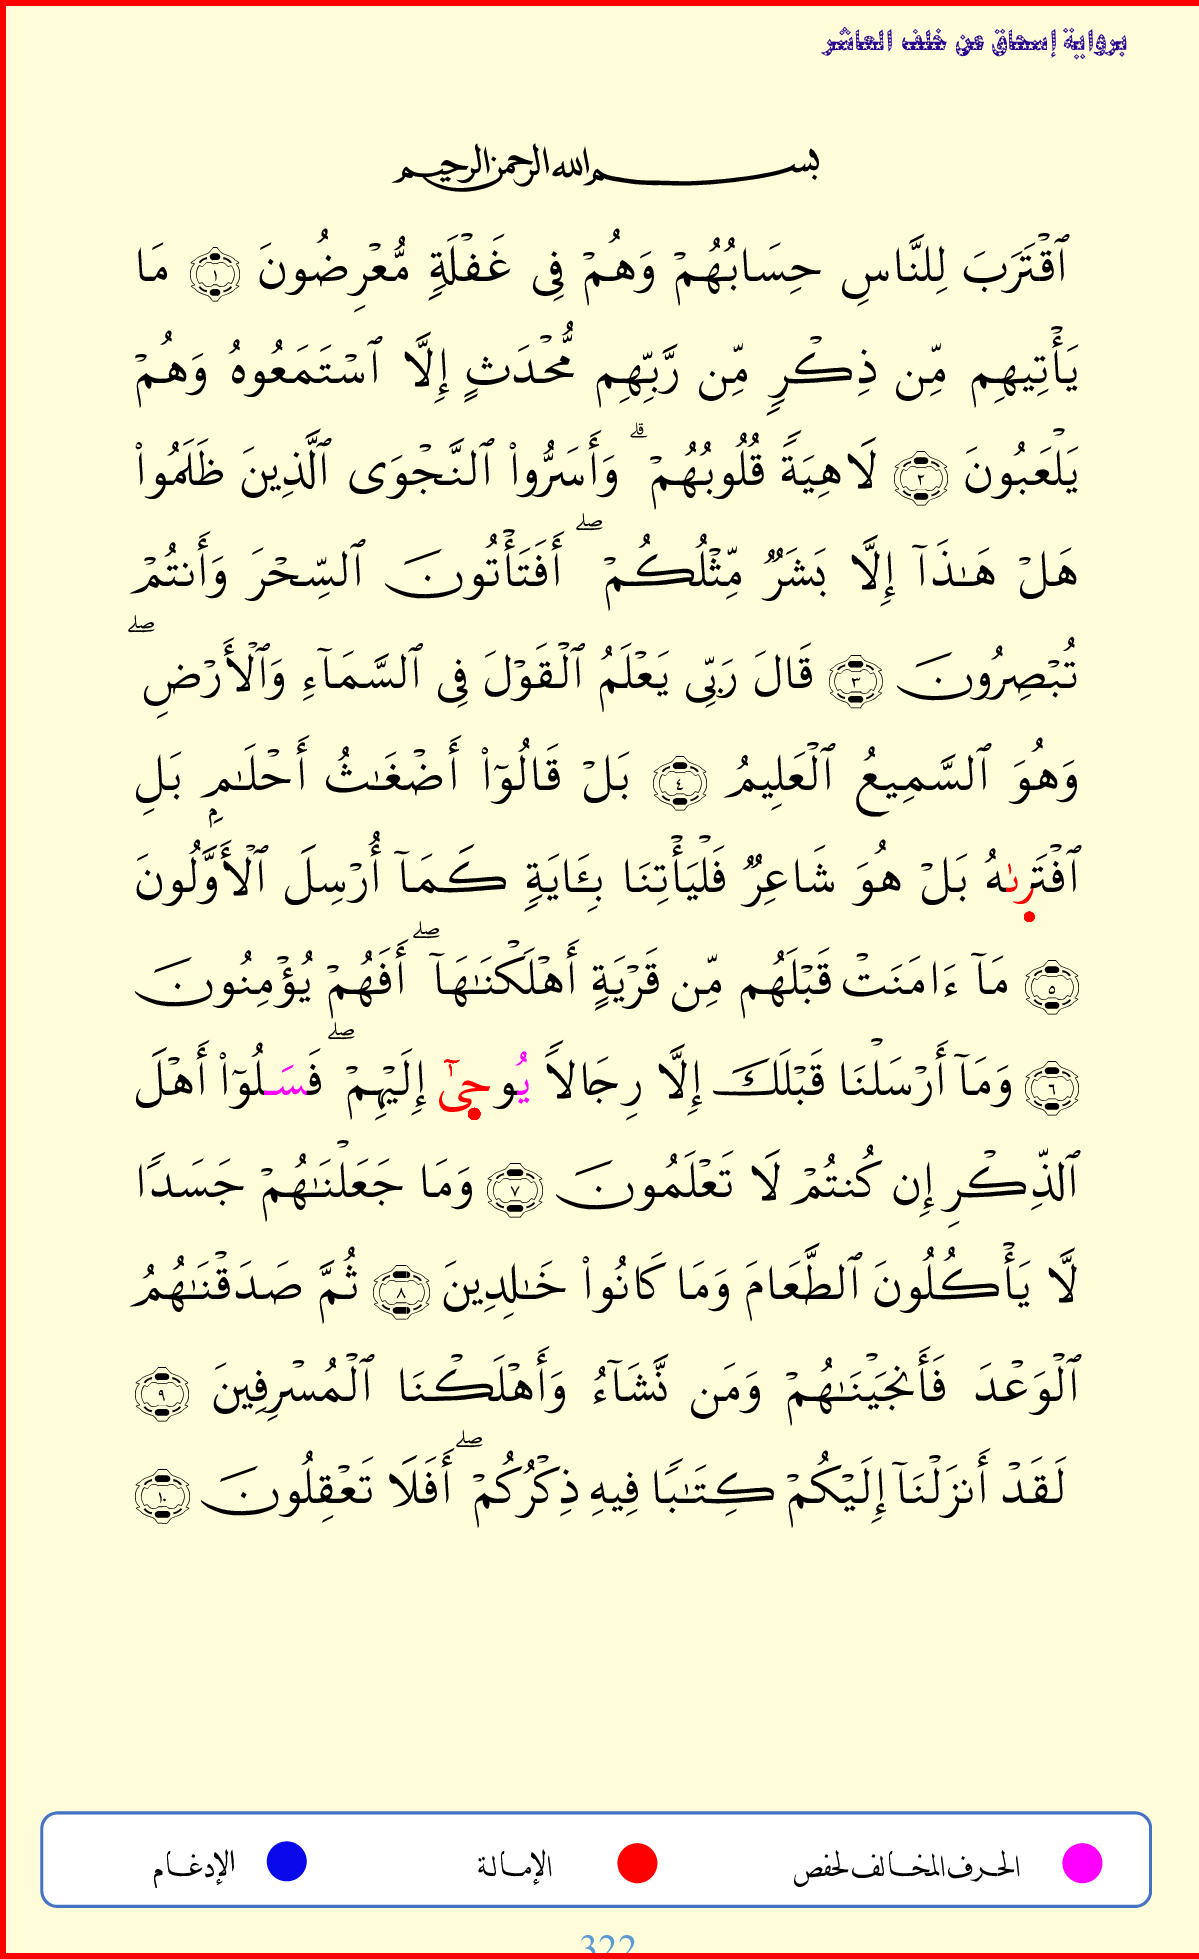 برواية إسحاق عن خلف العاشر
بسم الله الرحمن الرحيم
ٱقۡتَرَبَ لِلنَّاسِ حِسَابُهُمۡ وَهُمۡ فِي غَفۡلَةٖ مُّعۡرِضُونَ ١ مَا
يَأۡتِيهِم مِّن ذِكۡرٖ مِّن رَّبِّهِم مُّحۡدَثٍ إِلَّا ٱسۡتَمَعُوهُ وَهُمۡ
يَلۡعَبُونَ ٢ لَاهِيَةٗ قُلُوبُهُمۡۗ وَأَسَرُّواْ ٱلنَّجۡوَى ٱلَّذِينَ ظَلَمُواْ
هَلۡ هَٰذَآ إِلَّا بَشَرٞ مِّثۡلُكُمۡۖ أَفَتَأۡتُونَ ٱلسِّحۡرَ وَأَنتُمۡ
تُبۡصِرُونَ ٣ قَالَ رَبِّي يَعۡلَمُ ٱلۡقَوۡلَ فِي ٱلسَّمَآءِ وَٱلۡأَرۡضِۖ
وَهُوَ ٱلسَّمِيعُ ٱلۡعَلِيمُ ٤ بَلۡ قَالُوٓاْ أَضۡغَٰثُ أَحۡلَٰمِۭ بَلِ
ٱفۡتَرىٰهُ بَلۡ هُوَ شَاعِرٞ فَلۡيَأۡتِنَا بِـَٔايَةٖ كَمَآ أُرۡسِلَ ٱلۡأَوَّلُونَ
٥ مَآ ءَامَنَتۡ قَبۡلَهُم مِّن قَرۡيَةٍ أَهۡلَكۡنَٰهَآۖ أَفَهُمۡ يُؤۡمِنُونَ
٦ وَمَآ أَرۡسَلۡنَا قَبۡلَكَ إِلَّا رِجَالٗا يُوحىٰٓ إِلَيۡهِمۡۖ فَسَلُوٓاْ أَهۡلَ
ٱلذِّكۡرِ إِن كُنتُمۡ لَا تَعۡلَمُونَ ٧ وَمَا جَعَلۡنَٰهُمۡ جَسَدٗا
لَّا يَأۡكُلُونَ ٱلطَّعَامَ وَمَا كَانُواْ خَٰلِدِينَ ٨ ثُمَّ صَدَقۡنَٰهُمُ
ٱلۡوَعۡدَ فَأَنجَيۡنَٰهُمۡ وَمَن نَّشَآءُ وَأَهۡلَكۡنَا ٱلۡمُسۡرِفِينَ ٩
لَقَدۡ أَنزَلۡنَآ إِلَيۡكُمۡ كِتَٰبٗا فِيهِ ذِكۡرُكُمۡۖ أَفَلَا تَعۡقِلُونَ ١٠
الحرف المخالف لحفص الإمالة الإدغام
322